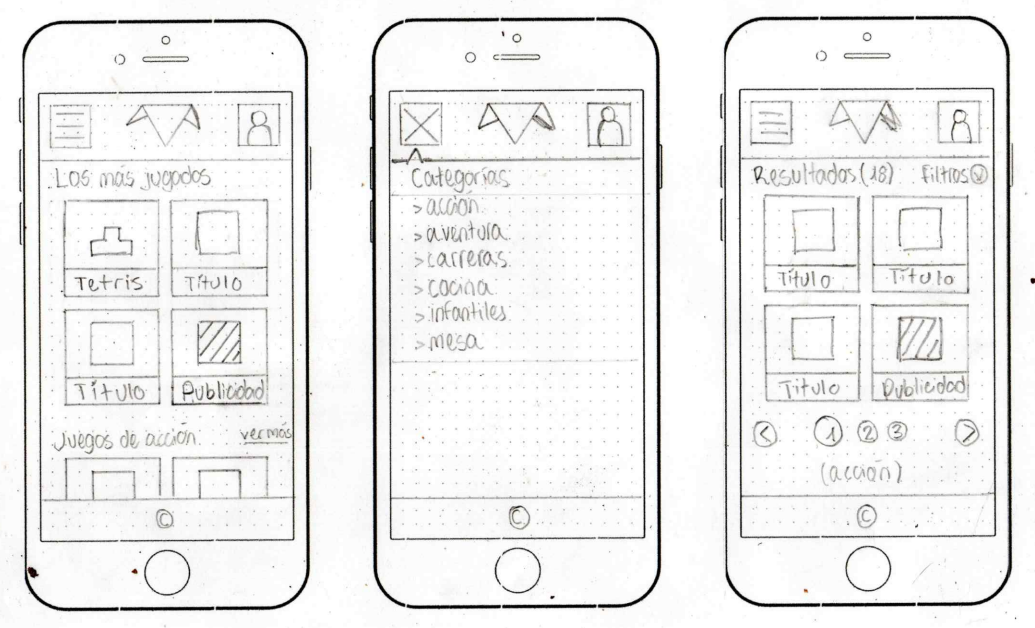 Los más jugados
Tetris
Título
Título
Publicidad
Juegos de acción
ver más
©
Categorías
> acción
> aventura
> carreras
> cocina
> infantiles
> mesa
©
Resultados (18)
Filtros
Título
Título
Título
Publicidad
< 1 2 3 >
(acción)
©